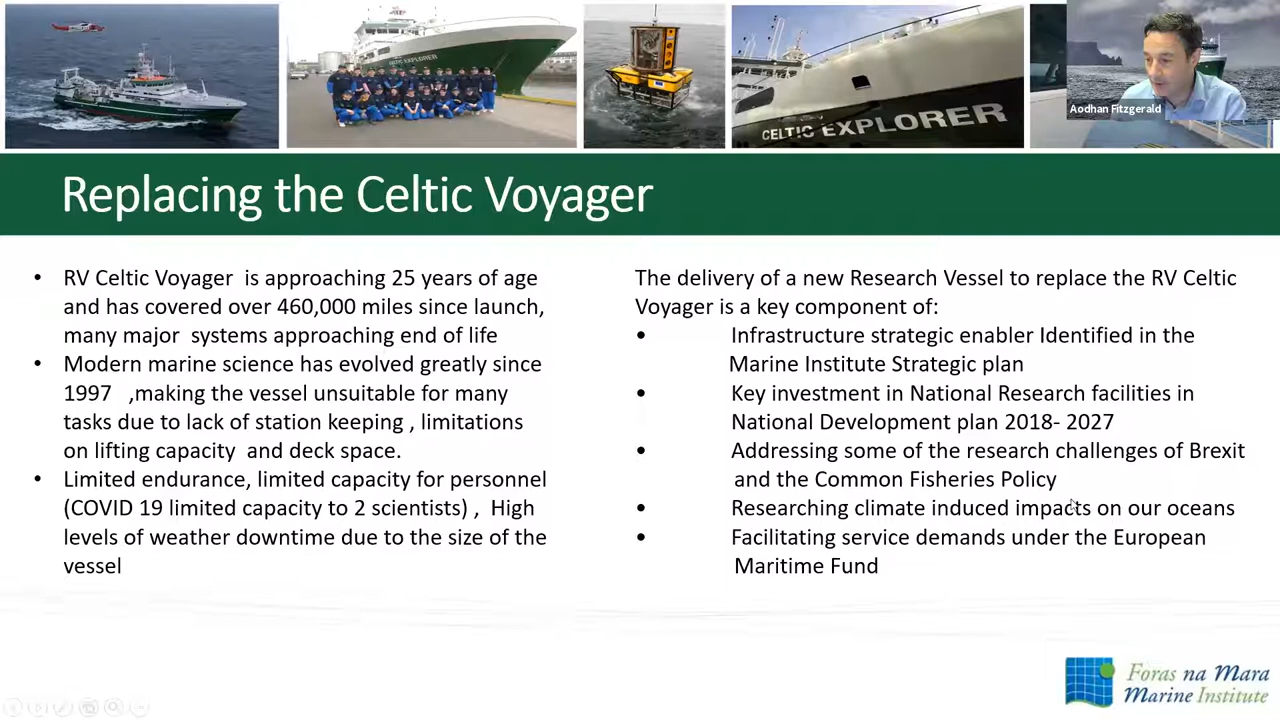 CELTIC EXPLORER
CELTIC EXPLORER
Aodhan Fitzgerald
Replacing the Celtic Voyager
• RV Celtic Voyager is approaching 25 years of age
and has covered over 460,000 miles since launch,
many major systems approaching end of life
• Modern marine science has evolved greatly since
1997 ,making the vessel unsuitable for many
tasks due to lack of station keeping , limitations
on lifting capacity and deck space.
• Limited endurance, limited capacity for personnel
(COVID 19 limited capacity to 2 scientists) , High
levels of weather downtime due to the size of the
vessel
The delivery of a new Research Vessel to replace the RV Celtic
Voyager is a key component of:
• Infrastructure strategic enabler Identified in the
Marine Institute Strategic plan
• Key investment in National Research facilities in
National Development plan 2018- 2027
• Addressing some of the research challenges of Brexit
and the Common Fisheries Policy
• Researching climate induced impacts on our oceans
• Facilitating service demands under the European
Maritime Fund
Foras na Mara
Marine Institute